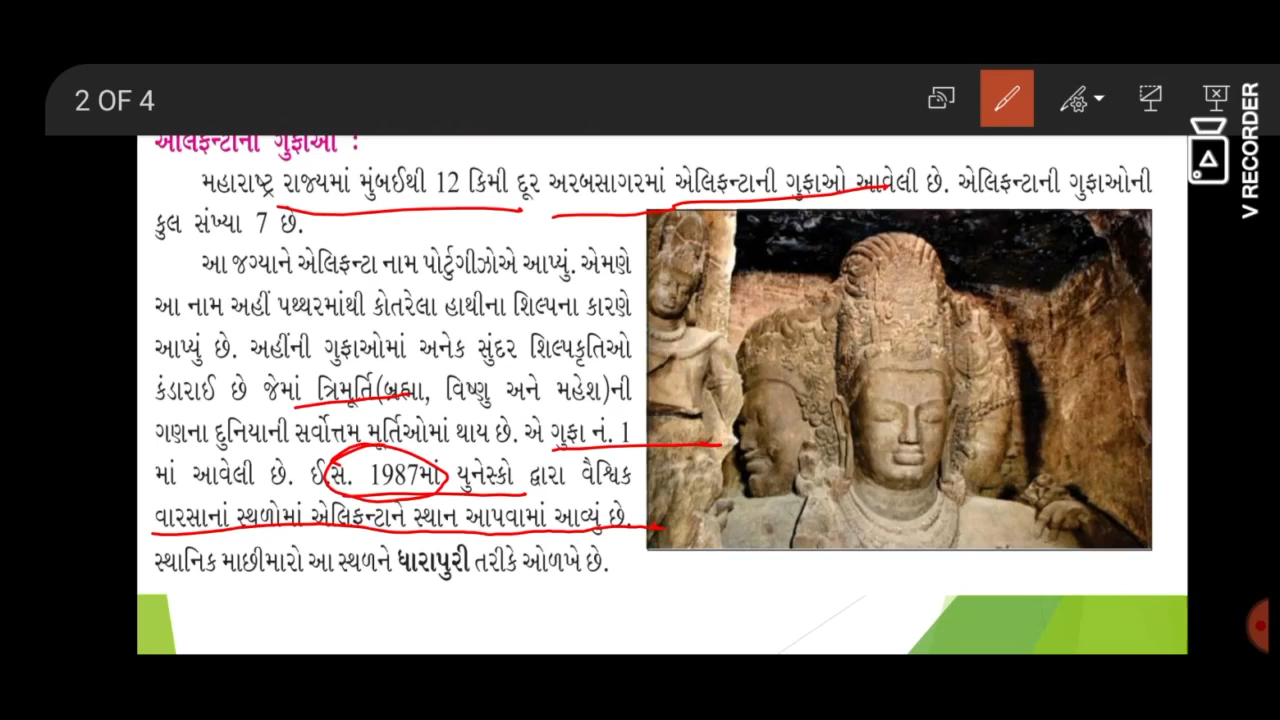 2 OF 4
એલિફન્ટાની ગુફાઓ :
મહારાષ્ટ્ર રાજ્યમાં મુંબઈથી 12 કિમી દૂર અરબસાગરમાં એલિફન્ટાની ગુફાઓ આવેલી છે. એલિફન્ટાની ગુફાઓની
કુલ સંખ્યા 7 છે.
આ જગ્યાને એલિફન્ટા નામ પોર્ટુગીઝોએ આપ્યું. એમણે
આ નામ અહીં પથ્થરમાંથી કોતરેલા હાથીના શિલ્પના કારણે
આપ્યું છે. અહીંની ગુફાઓમાં અનેક સુંદર શિલ્પકૃતિઓ
કંડારાઈ છે જેમાં ત્રિમૂર્તિ(બ્રહ્મા, વિષ્ણુ અને મહેશ)ની
ગણના દુનિયાની સર્વોત્તમ મૂર્તિઓમાં થાય છે. એ ગુફા નં. 1
માં આવેલી છે. ઈ.સ. 1987માં યુનેસ્કો દ્વારા વૈશ્વિક
વારસાનાં સ્થળોમાં એલિફન્ટાને સ્થાન આપવામાં આવ્યું છે.
સ્થાનિક માછીમારો આ સ્થળને ધારાપુરી તરીકે ઓળખે છે.
V RECORDER